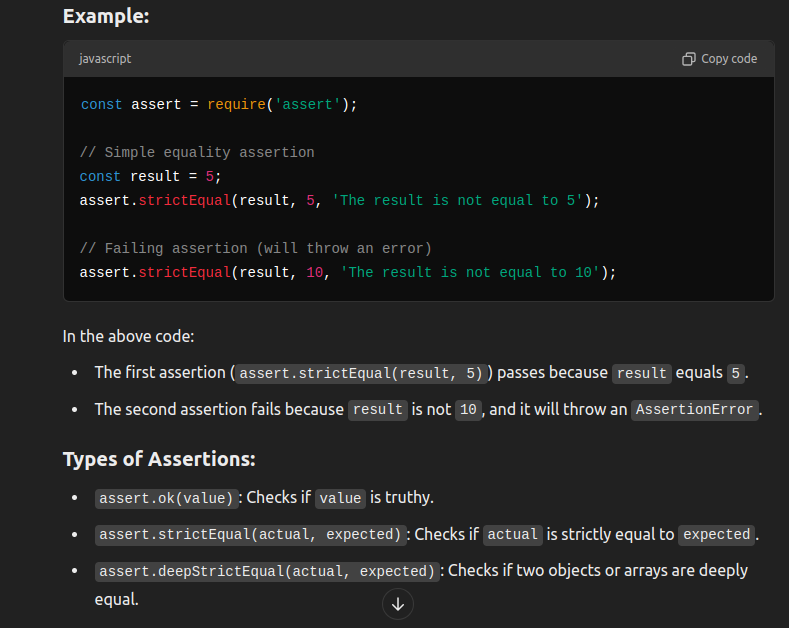 Example:
javascript
Copy code
const assert = require('assert');
// Simple equality assertion
const result = 5;
assert.strictEqual(result, 5, 'The result is not equal to 5');
// Failing assertion (will throw an error)
assert.strictEqual(result, 10, 'The result is not equal to 10');
In the above code:
• The first assertion (assert.strictEqual(result, 5)) passes because result equals 5.
• The second assertion fails because result is not 10, and it will throw an AssertionError.
Types of Assertions:
• assert.ok(value): Checks if value is truthy.
• assert.strictEqual(actual, expected): Checks if actual is strictly equal to expected.
• assert.deepStrictEqual(actual, expected): Checks if two objects or arrays are deeply
equal.